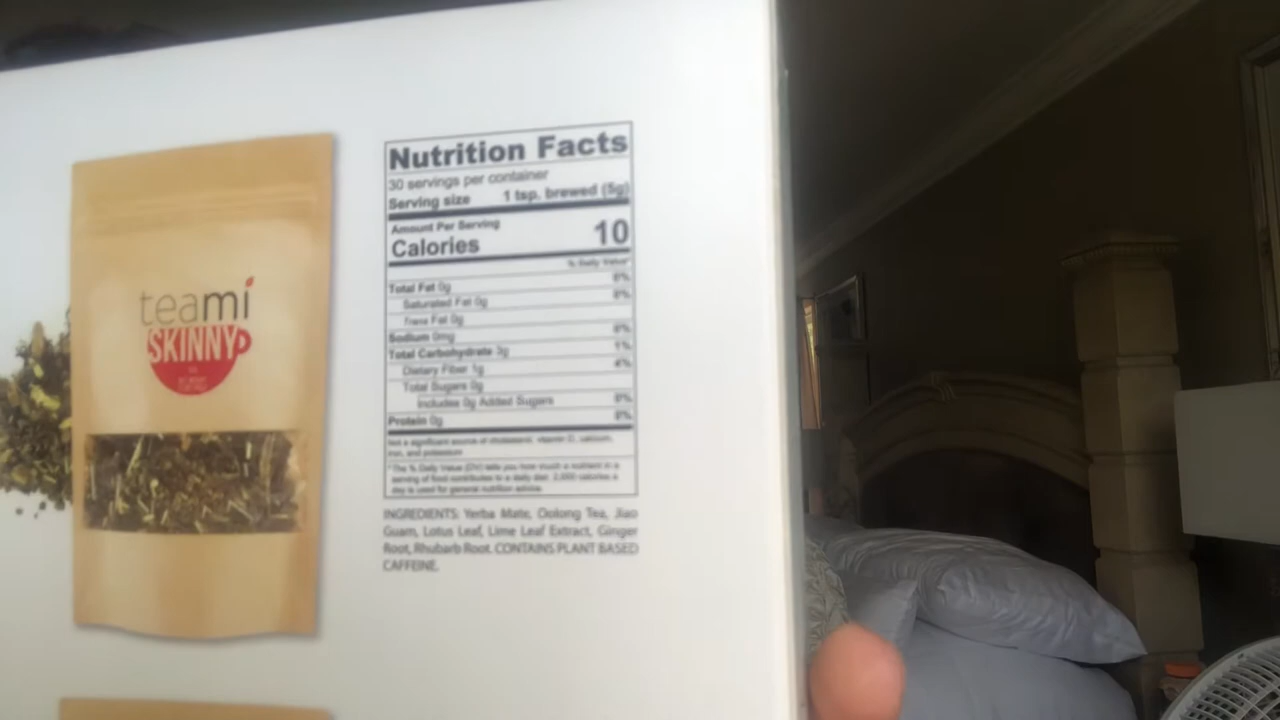 teami
SKINNY
Nutrition Facts
30 servings per container
Serving size 1 tsp. brewed (5g)
Amount Per Serving
Calories 10
% Daily Value*
Total Fat 0g 0%
Saturated Fat 0g 0%
Trans Fat 0g
Sodium 0mg 0%
Total Carbohydrate 3g 1%
Dietary Fiber 1g 4%
Total Sugars 0g
Includes 0g Added Sugars 0%
Protein 0g 0%
Not a significant source of cholesterol, vitamin D, calcium,
iron, and potassium
*The % Daily Value (DV) tells you how much a nutrient in a
serving of food contributes to a daily diet. 2,000 calories a
day is used for general nutrition advice.
INGREDIENTS: Yerba Mate, Oolong Tea, Jiao
Guam, Lotus Leaf, Lime Leaf Extract, Ginger
Root, Rhubarb Root. CONTAINS PLANT BASED
CAFFEINE.